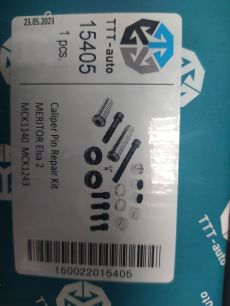 23.05.2023
TTT-auto
15405
1 pcs.
Caliper Pin Repair Kit
MERITOR Elsa 2
MCK1140 MCK1243
150022015405
TTT-auto